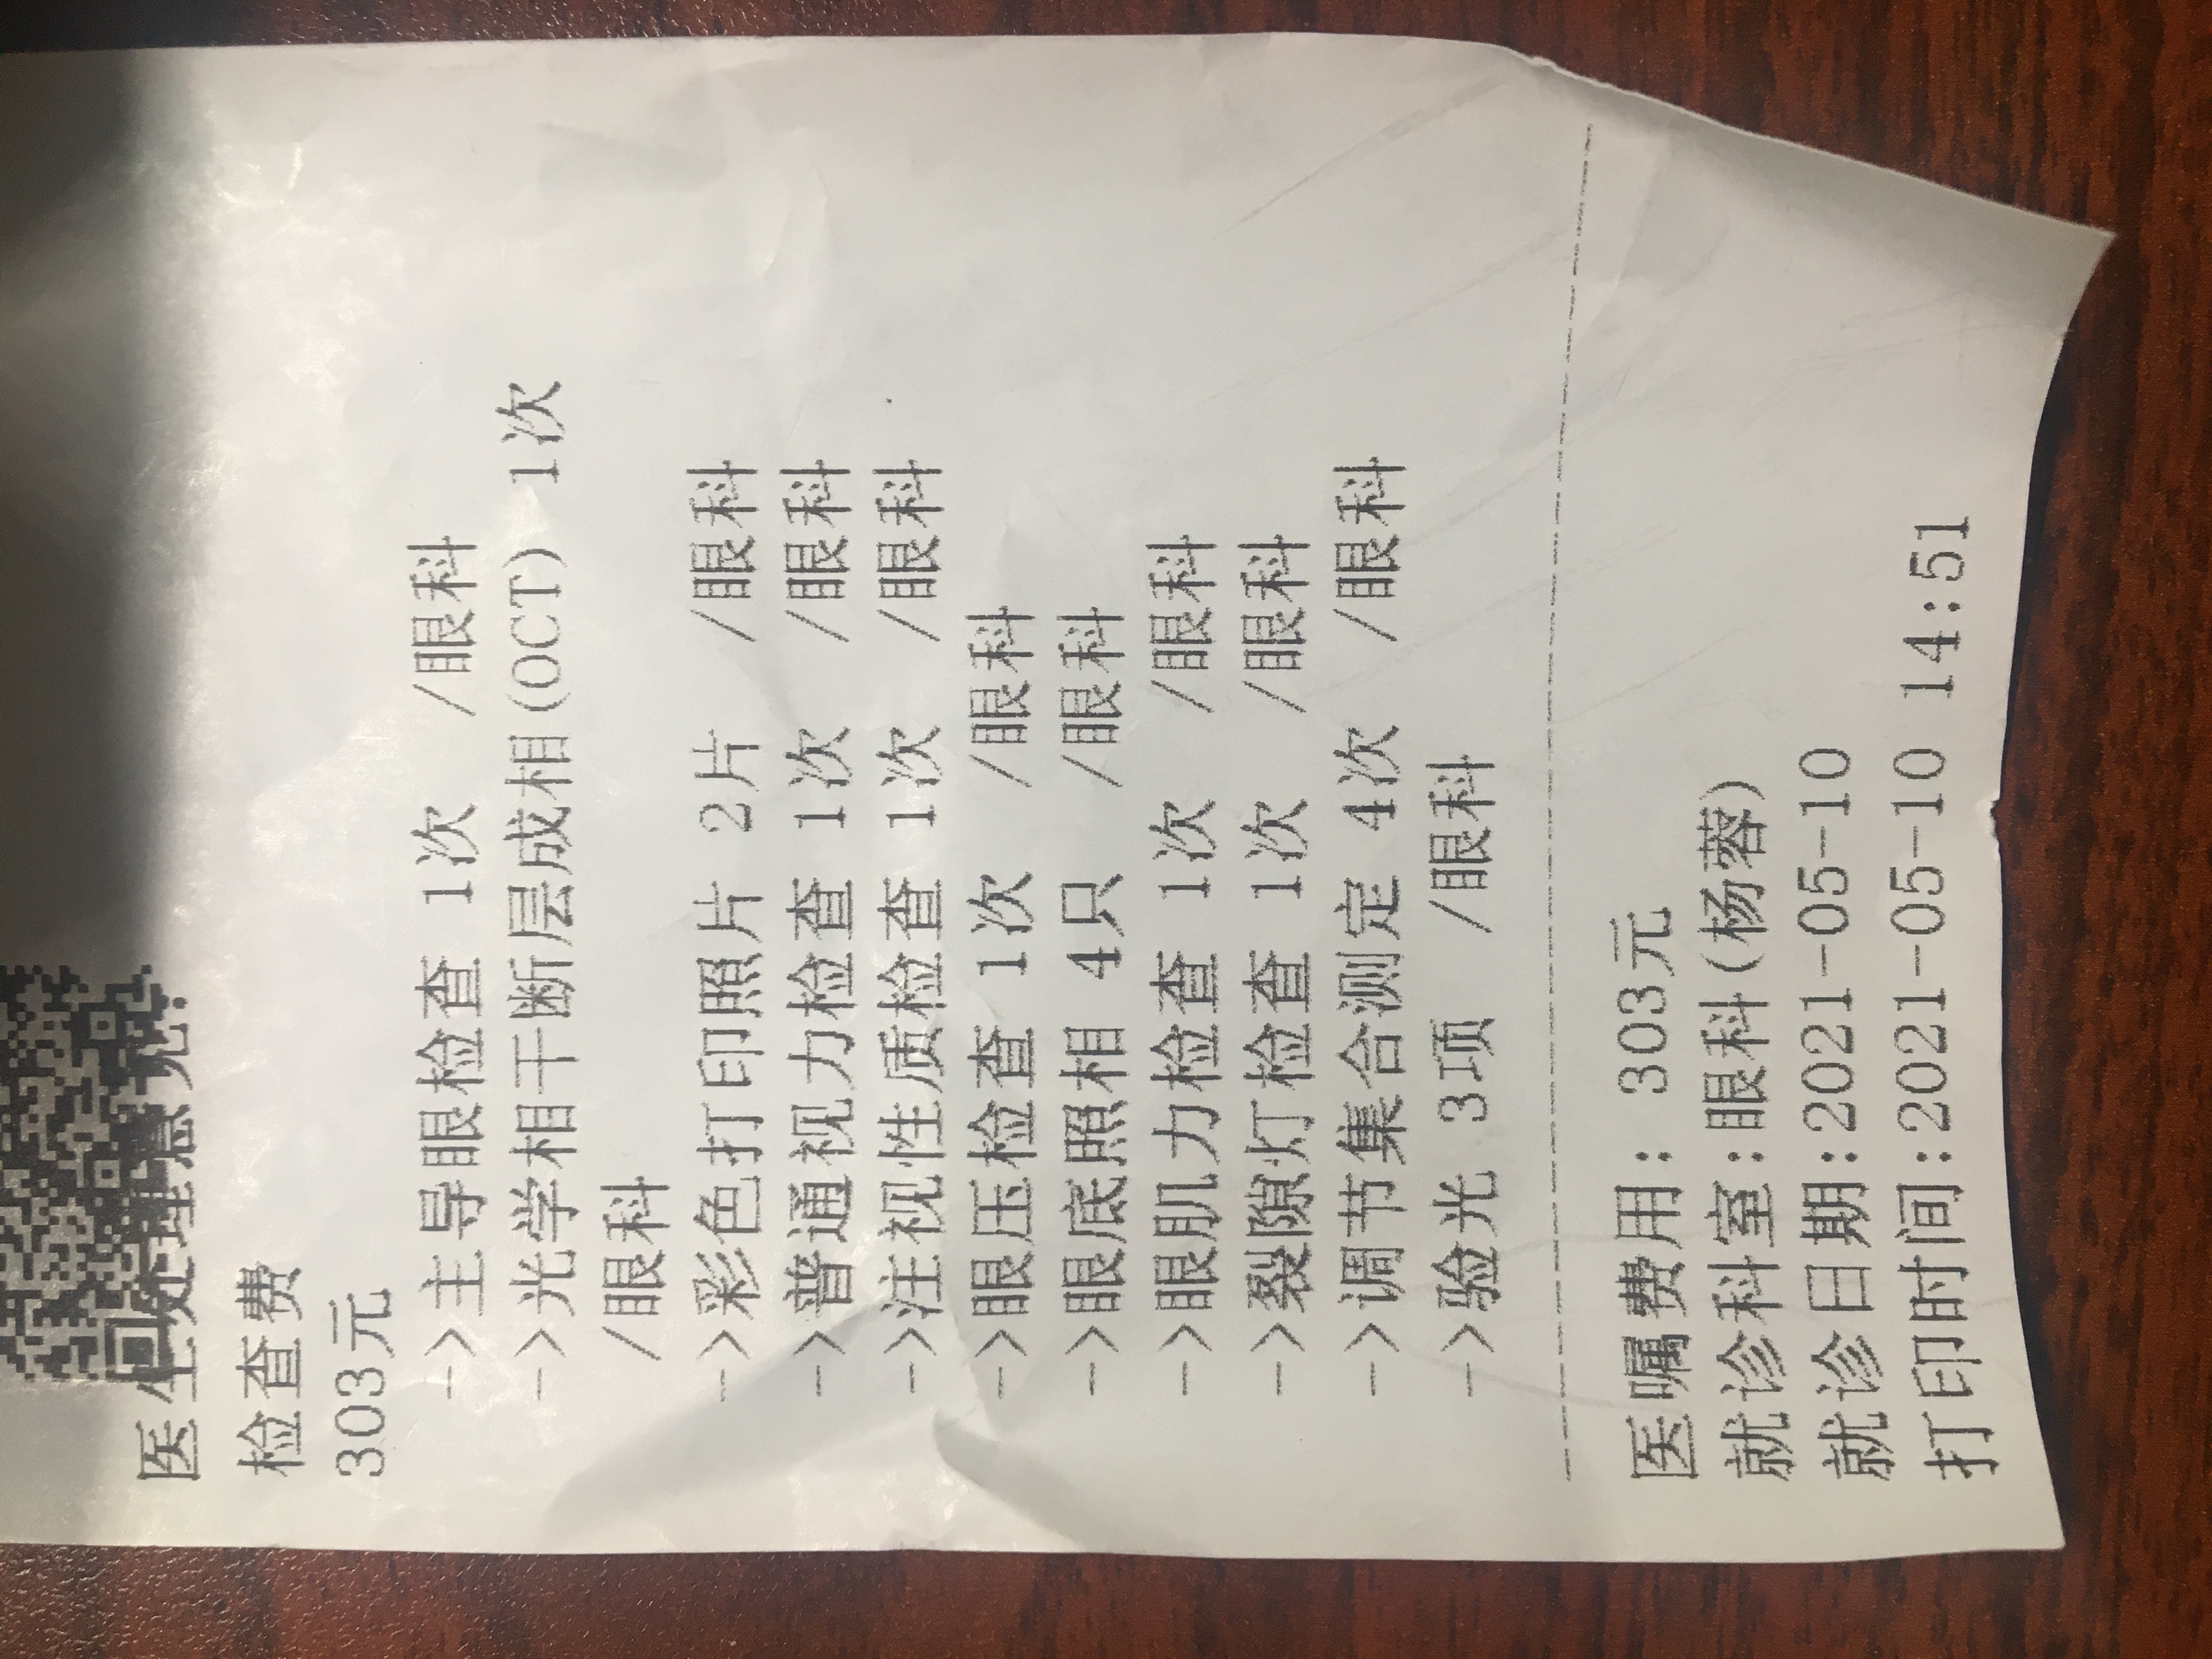 医生处理意见:
检查费
303元
->主导眼检查 1次 /眼科
->光学相干断层成相(OCT) 1次
/眼科
->彩色打印照片 2片 /眼科
->普通视力检查 1次 /眼科
->注视性质检查 1次 /眼科
->眼压检查 1次 /眼科
->眼底照相 4只 /眼科
->眼肌力检查 1次 /眼科
->裂隙灯检查 1次 /眼科
->调节集合测定 4次 /眼科
->验光 3项 /眼科
医嘱费用: 303元
就诊科室:眼科(杨蓉)
就诊日期:2021-05-10
打印时间:2021-05-10 14:51